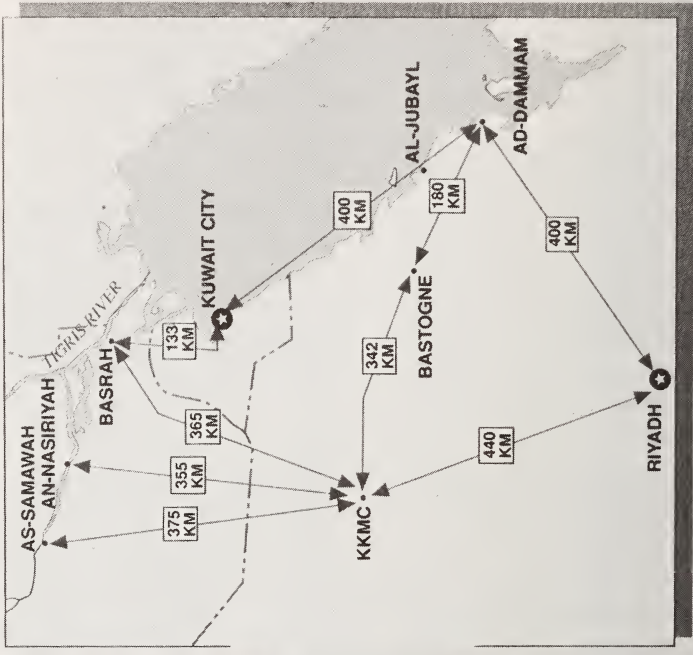 AS-SAMAWAH
AN-NASIRIYAH
TIGRIS RIVER
BASRAH
KUWAIT CITY
133
KM
375
KM
355
KM
365
KM
400
KM
AL-JUBAYL
180
KM
AD-DAMMAM
342
KM
BASTOGNE
KKMC
440
KM
400
KM
RIYADH